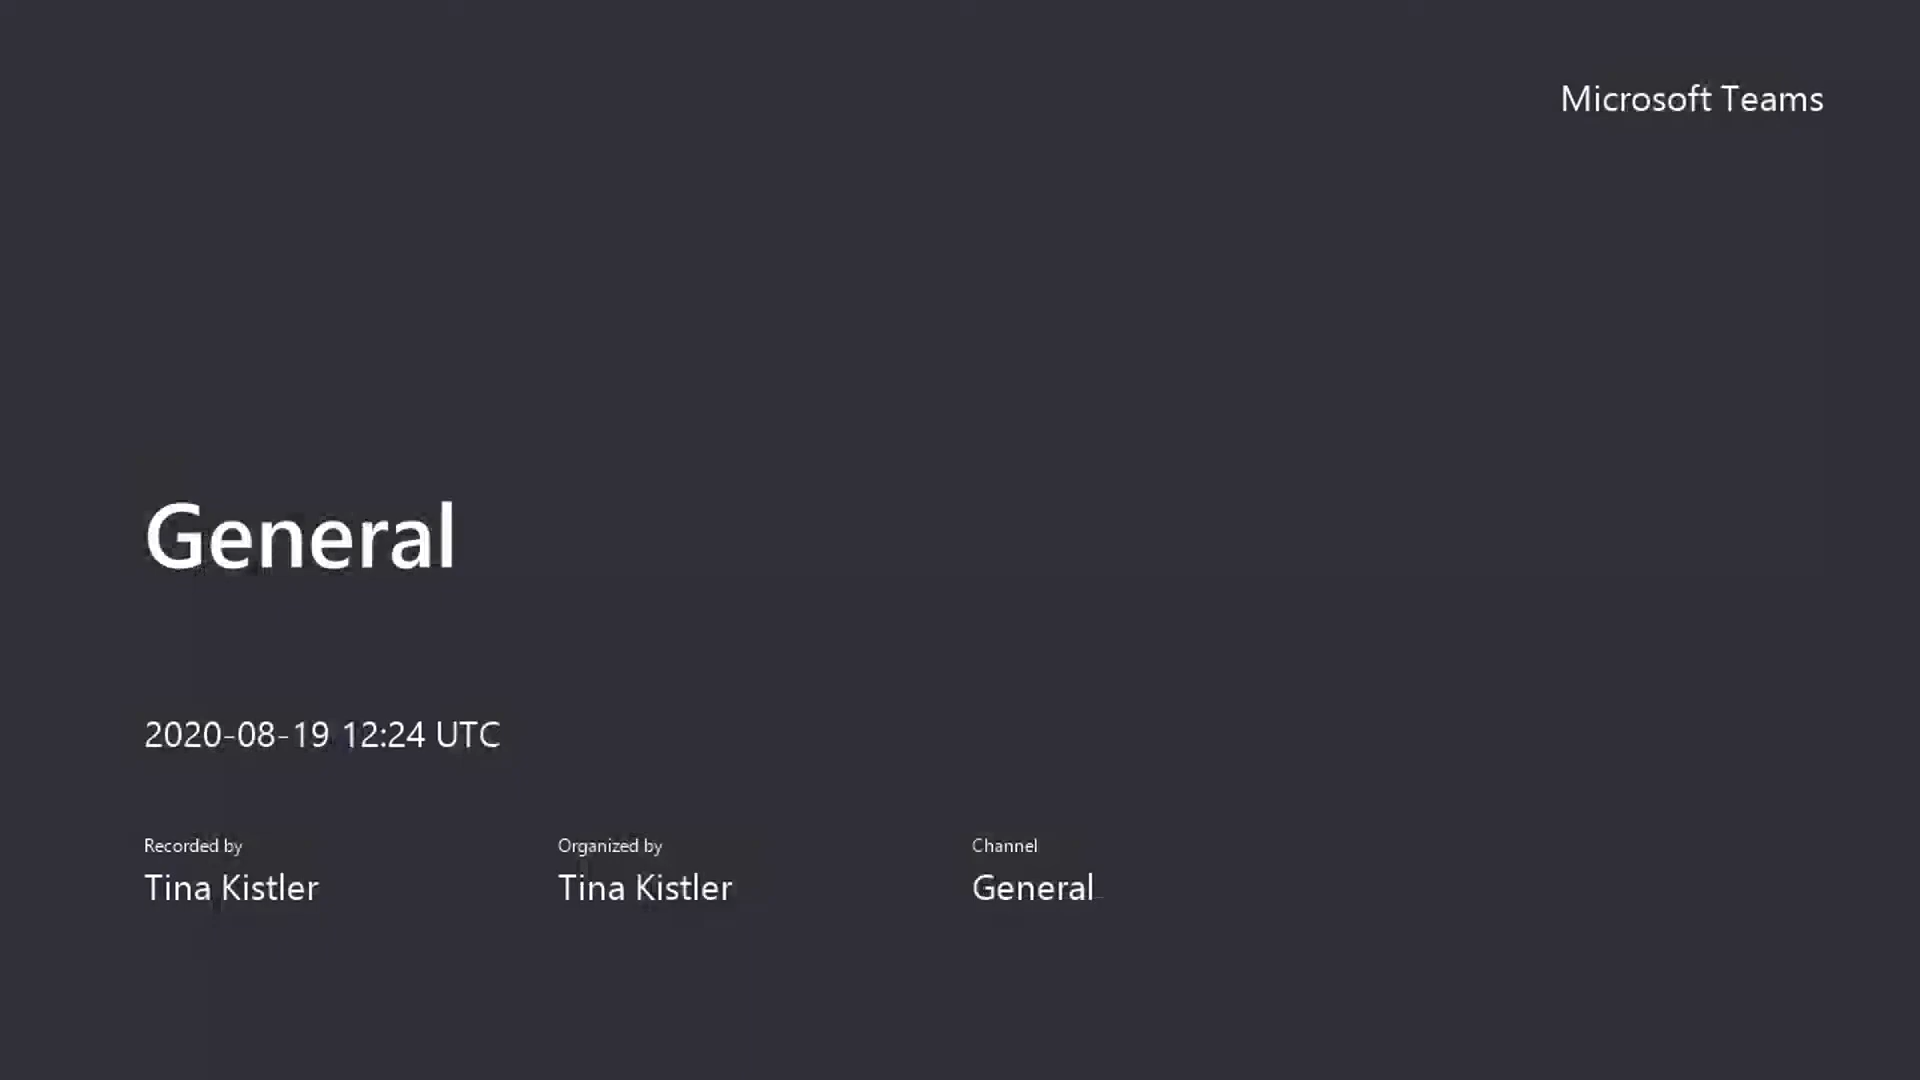 Microsoft Teams
General
2020-08-19 12:24 UTC
Recorded by
Tina Kistler
Organized by
Tina Kistler
Channel
General